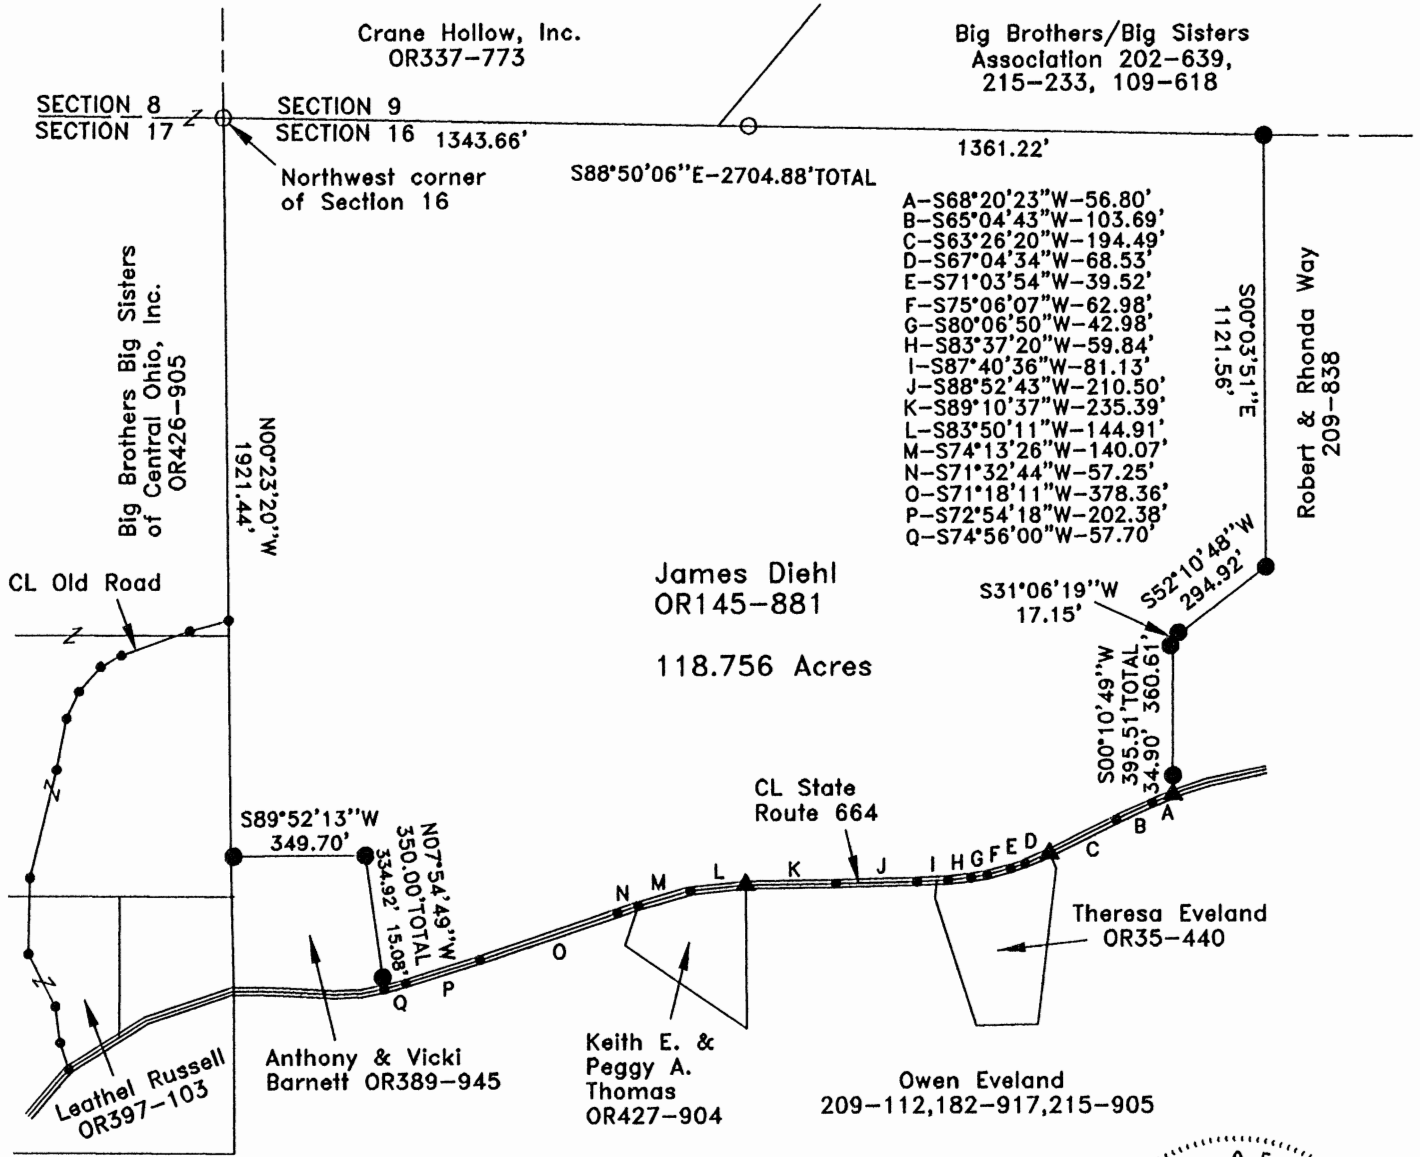 Crane Hollow, Inc.
OR337-773
Big Brothers/Big Sisters
Association 202-639,
215-233, 109-618
SECTION 8
SECTION 17
SECTION 9
SECTION 16
1343.66'
1361.22'
S88°50'06"E-2704.88'TOTAL
Northwest corner
of Section 16
A-S68°20'23"W-56.80'
B-S65°04'43"W-103.69'
C-S63°26'20"W-194.49'
D-S67°04'34"W-68.53'
E-S71°03'54"W-39.52'
F-S75°06'07"W-62.98'
G-S80°06'50"W-42.98'
H-S83°37'20"W-59.84'
I-S87°40'36"W-81.13'
J-S88°52'43"W-210.50'
K-S89°10'37"W-235.39'
L-S83°50'11"W-144.91'
M-S74°13'26"W-140.07'
N-S71°32'44"W-57.25'
O-S71°18'11"W-378.36'
P-S72°54'18"W-202.38'
Q-S74°56'00"W-57.70'
S00°03'51"E
1121.56'
Robert & Rhonda Way
209-838
Big Brothers Big Sisters
of Central Ohio, Inc.
OR426-905
N00°23'20"W
1921.44'
CL Old Road
James Diehl
OR145-881
118.756 Acres
S31°06'19"W
17.15'
S52°10'48"W
294.92'
S00°10'49"W
395.51'TOTAL
34.90' 360.61'
CL State
Route 664
S89°52'13"W
349.70'
N07°54'49"W
350.00'TOTAL
334.92' 15.08'
A
B
C
D
E
F
G
H
I
J
K
L
M
N
O
P
Q
Theresa Eveland
OR35-440
Keith E. &
Peggy A.
Thomas
OR427-904
Anthony & Vicki
Barnett OR389-945
Leathel Russell
OR397-103
Owen Eveland
209-112,182-917,215-905